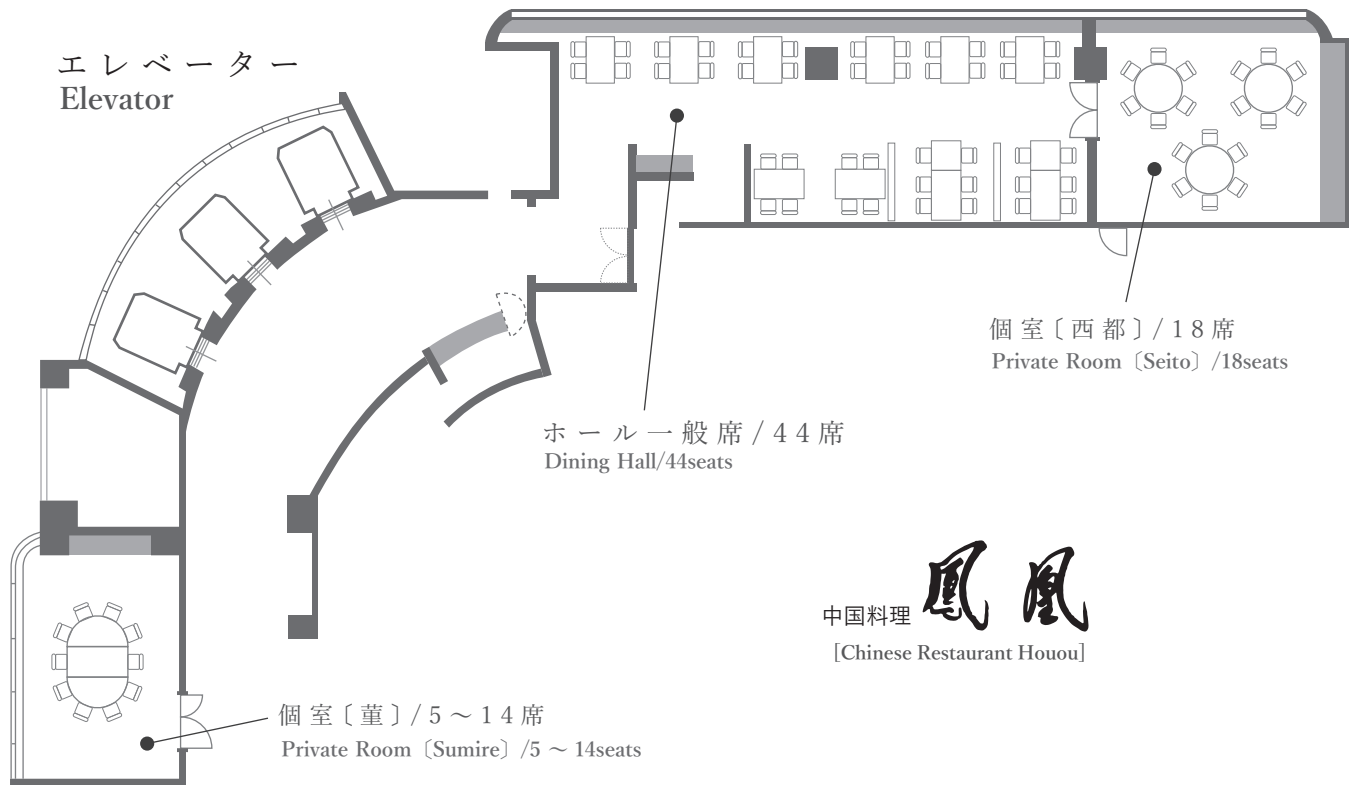 エレベーター
Elevator
個室〔西都〕/18席
Private Room〔Seito〕/18seats
ホール一般席/44席
Dining Hall/44seats
中国料理 鳳凰
[Chinese Restaurant Houou]
個室〔菫〕/5～14席
Private Room〔Sumire〕/5～14seats